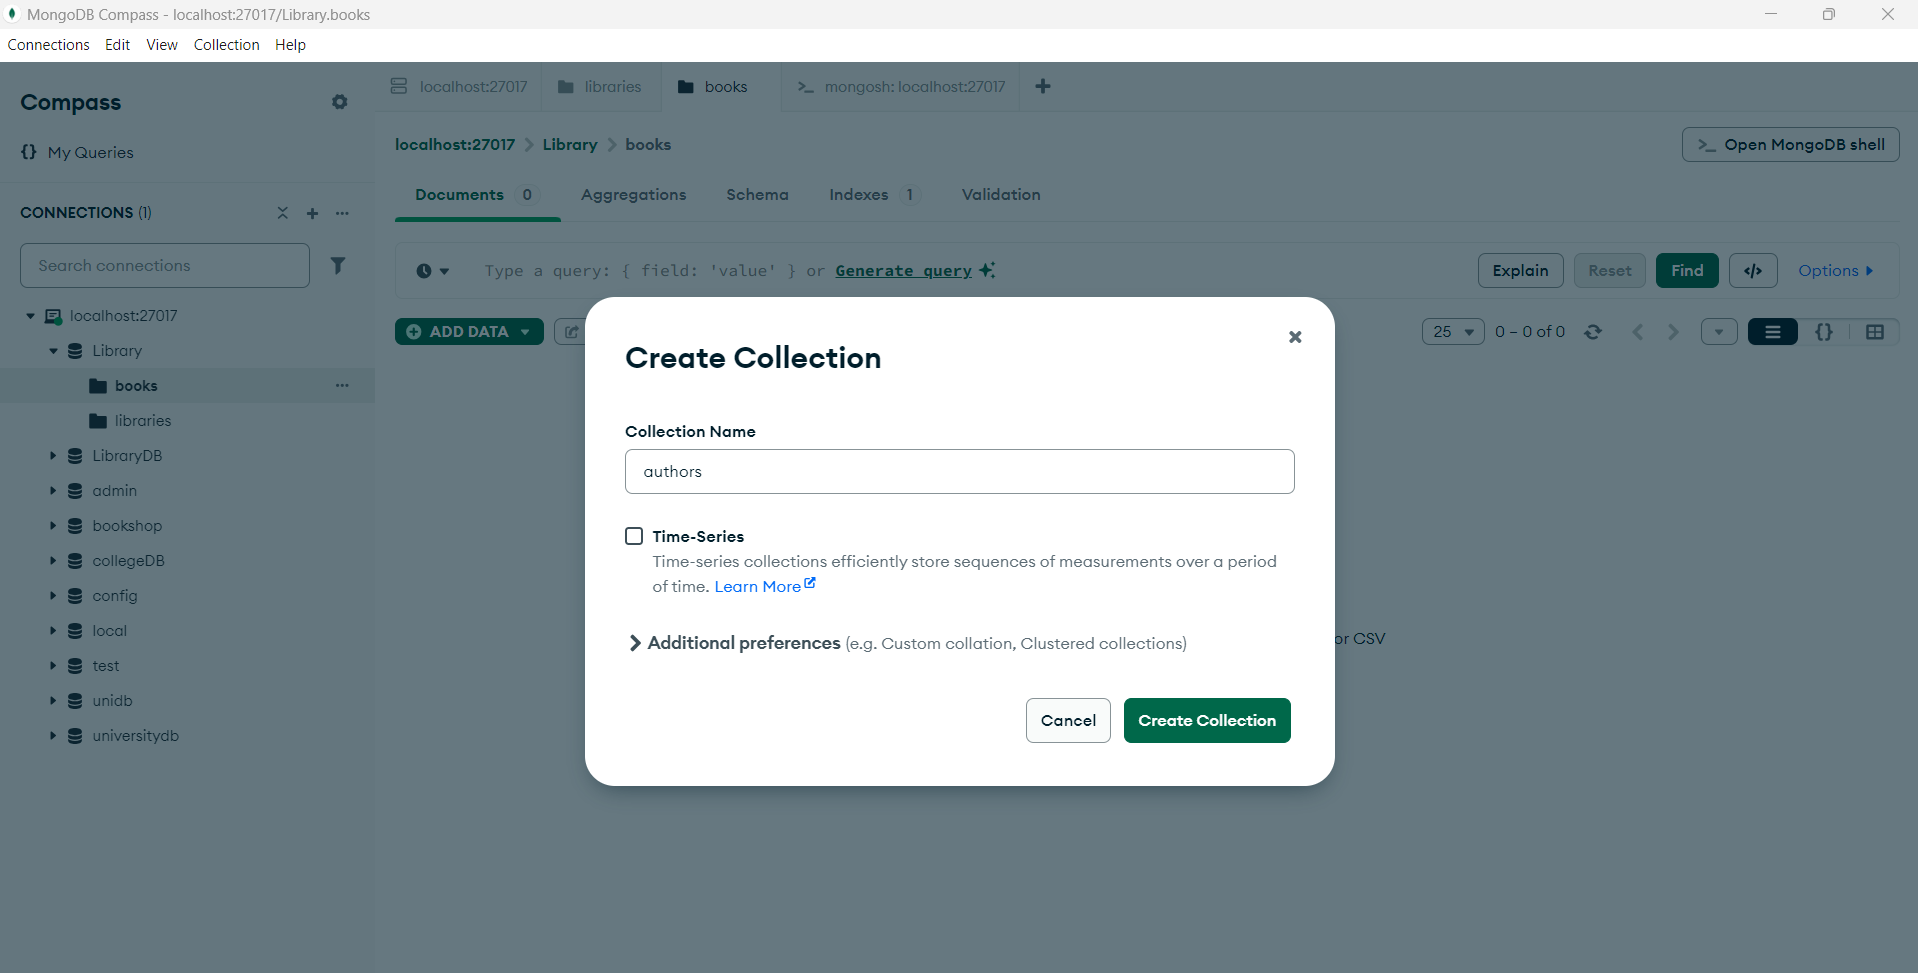 MongoDB Compass - localhost:27017/Library.books
Connections Edit View Collection Help
Compass
localhost:27017 libraries books >_ mongosh: localhost:27017
{} My Queries
localhost:27017 > Library > books
>_ Open MongoDB shell
CONNECTIONS (1)
Documents 0 Aggregations Schema Indexes 1 Validation
Search connections
Type a query: { field: 'value' } or Generate query
Explain Reset Find </> Options
localhost:27017
ADD DATA
25 0 – 0 of 0 {}
Library
books
libraries
LibraryDB
admin
bookshop
collegeDB
config
local
test
unidb
universitydb
Create Collection
Collection Name
authors
Time-Series
Time-series collections efficiently store sequences of measurements over a period
of time. Learn More
Additional preferences (e.g. Custom collation, Clustered collections)
or CSV
Cancel Create Collection